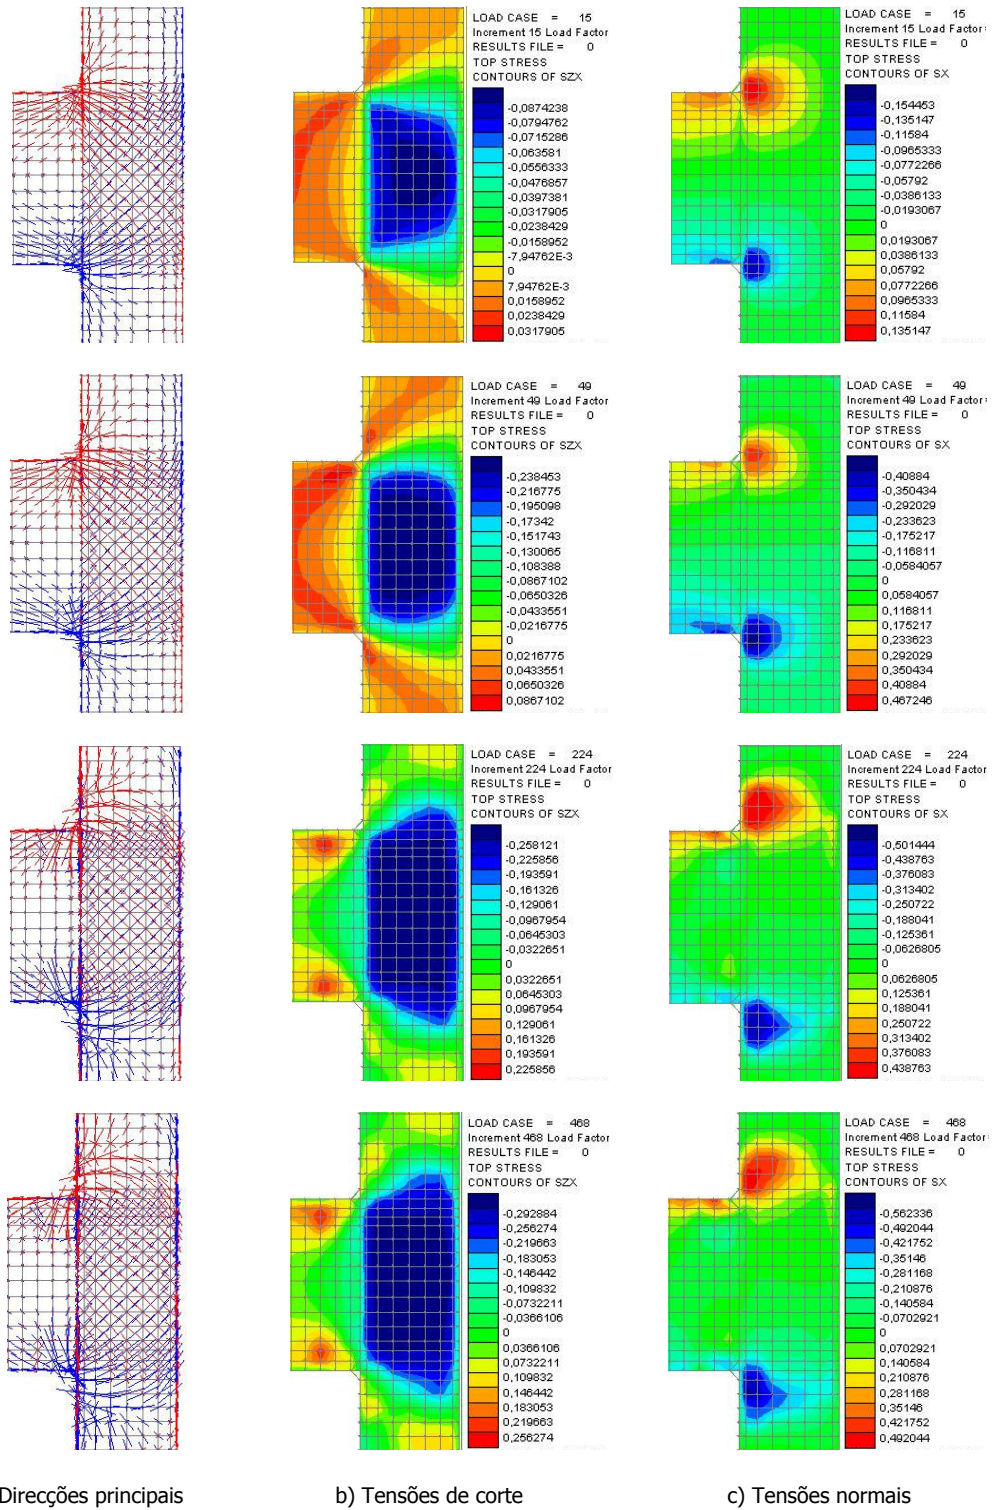 LOAD CASE = 15
Increment 15 Load Factor
RESULTS FILE = 0
TOP STRESS
CONTOURS OF SZX
-0,0874238
-0,0794762
-0,0715286
-0,063581
-0,0556333
-0,0476857
-0,0397381
-0,0317905
-0,0238429
-0,0158952
-7,94762E-3
0
7,94762E-3
0,0158952
0,0238429
0,0317905
LOAD CASE = 15
Increment 15 Load Factor
RESULTS FILE = 0
TOP STRESS
CONTOURS OF SX
-0,154453
-0,135147
-0,11584
-0,0965333
-0,0772266
-0,05792
-0,0386133
-0,0193067
0
0,0193067
0,0386133
0,05792
0,0772266
0,0965333
0,11584
0,135147
LOAD CASE = 49
Increment 49 Load Factor
RESULTS FILE = 0
TOP STRESS
CONTOURS OF SZX
-0,238453
-0,216775
-0,195098
-0,17342
-0,151743
-0,130065
-0,108388
-0,0867102
-0,0650326
-0,0433551
-0,0216775
0
0,0216775
0,0433551
0,0650326
0,0867102
LOAD CASE = 49
Increment 49 Load Factor
RESULTS FILE = 0
TOP STRESS
CONTOURS OF SX
-0,40884
-0,350434
-0,292029
-0,233623
-0,175217
-0,116811
-0,0584057
0
0,0584057
0,116811
0,175217
0,233623
0,292029
0,350434
0,40884
0,467246
LOAD CASE = 224
Increment 224 Load Factor
RESULTS FILE = 0
TOP STRESS
CONTOURS OF SZX
-0,258121
-0,225856
-0,193591
-0,161326
-0,129061
-0,0967954
-0,0645303
-0,0322651
0
0,0322651
0,0645303
0,0967954
0,129061
0,161326
0,193591
0,225856
LOAD CASE = 224
Increment 224 Load Factor
RESULTS FILE = 0
TOP STRESS
CONTOURS OF SX
-0,501444
-0,438763
-0,376083
-0,313402
-0,250722
-0,188041
-0,125361
-0,0626805
0
0,0626805
0,125361
0,188041
0,250722
0,313402
0,376083
0,438763
LOAD CASE = 468
Increment 468 Load Factor
RESULTS FILE = 0
TOP STRESS
CONTOURS OF SZX
-0,292884
-0,256274
-0,219663
-0,183053
-0,146442
-0,109832
-0,0732211
-0,0366106
0
0,0366106
0,0732211
0,109832
0,146442
0,183053
0,219663
0,256274
LOAD CASE = 468
Increment 468 Load Factor
RESULTS FILE = 0
TOP STRESS
CONTOURS OF SX
-0,562336
-0,492044
-0,421752
-0,35146
-0,281168
-0,210876
-0,140584
-0,0702921
0
0,0702921
0,140584
0,210876
0,281168
0,35146
0,421752
0,492044
Direcções principais
b) Tensões de corte
c) Tensões normais